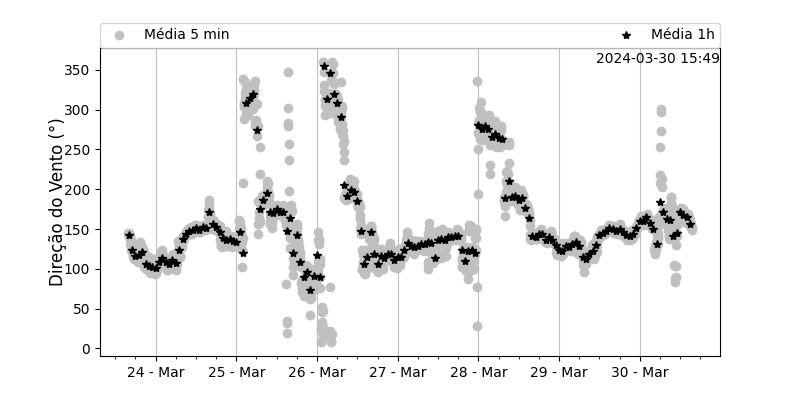 Média 5 min
Média 1h
2024-03-30 15:49
Direção do Vento (°)
350
300
250
200
150
100
50
0
24 - Mar
25 - Mar
26 - Mar
27 - Mar
28 - Mar
29 - Mar
30 - Mar